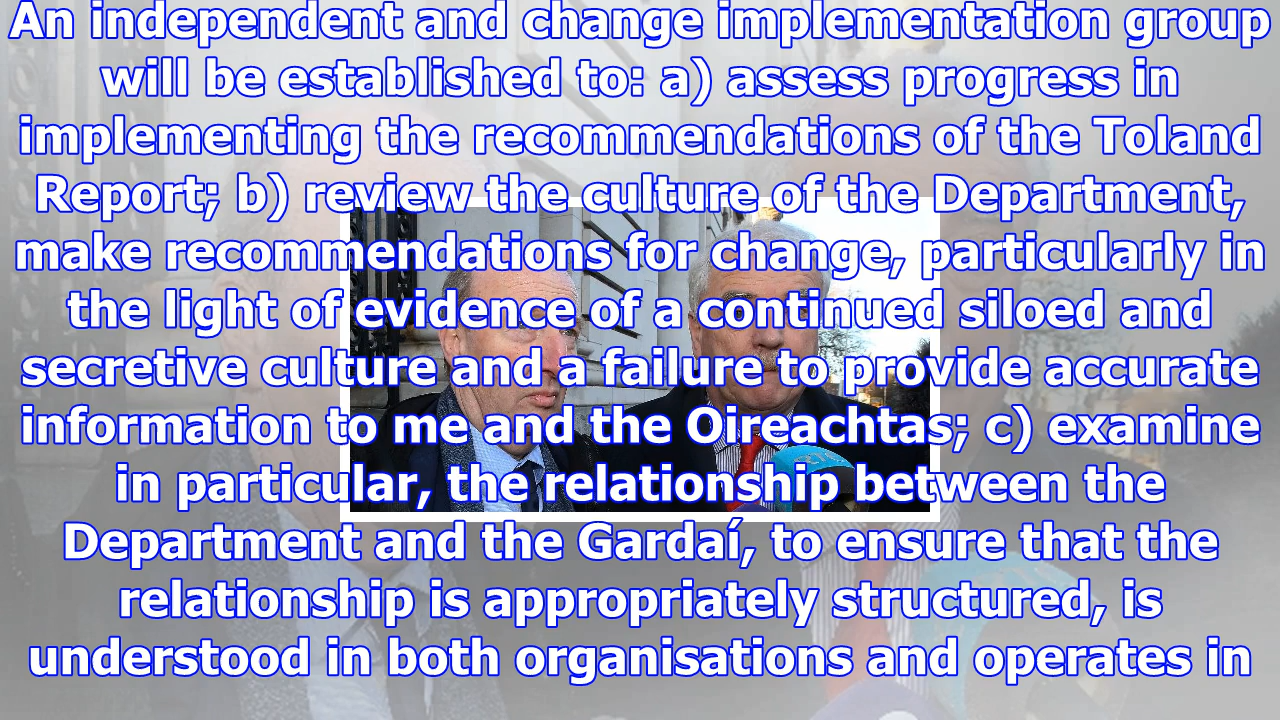 An independent and change implementation group
will be established to: a) assess progress in
implementing the recommendations of the Toland
Report; b) review the culture of the Department,
make recommendations for change, particularly in
the light of evidence of a continued siloed and
secretive culture and a failure to provide accurate
information to me and the Oireachtas; c) examine
in particular, the relationship between the
Department and the Gardaí, to ensure that the
relationship is appropriately structured, is
understood in both organisations and operates in